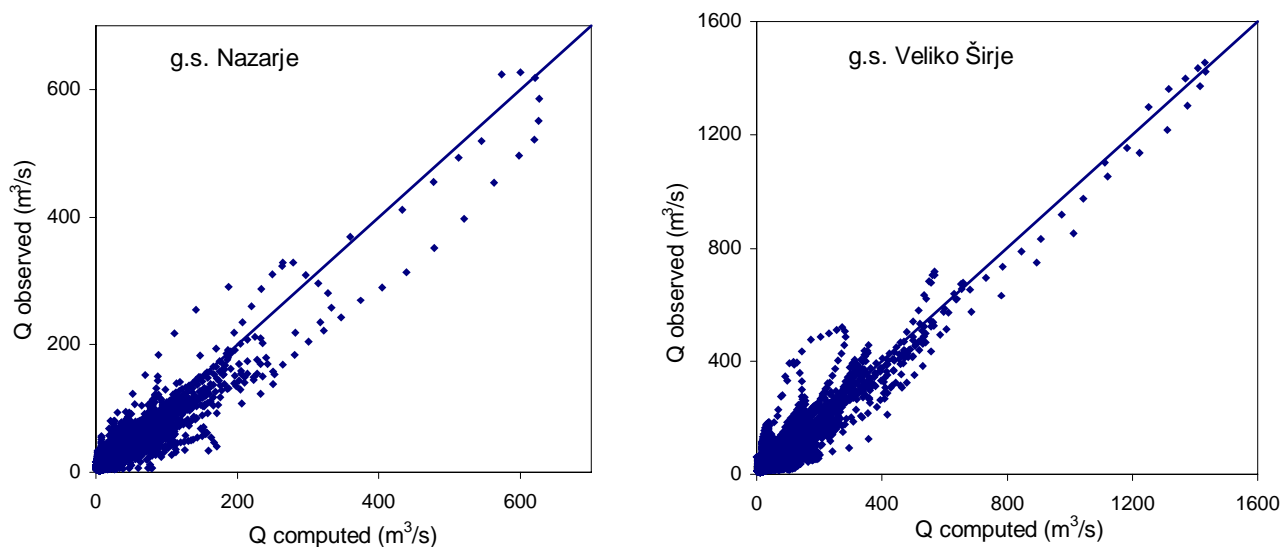 g.s. Nazarje
600
400
200
0
Q observed (m³/s)
0 200 400 600
Q computed (m³/s)
g.s. Veliko Širje
1600
1200
800
400
0
Q observed (m³/s)
0 400 800 1200 1600
Q computed (m³/s)